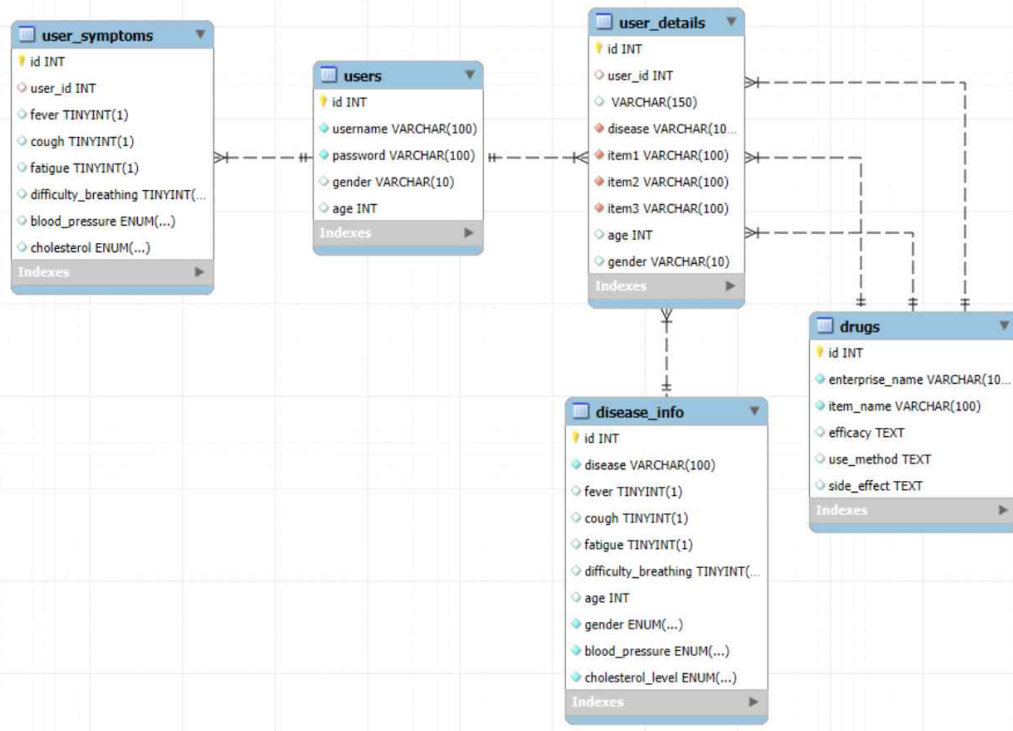 user_symptoms
id INT
user_id INT
fever TINYINT(1)
cough TINYINT(1)
fatigue TINYINT(1)
difficulty_breathing TINYINT(...
blood_pressure ENUM(...)
cholesterol ENUM(...)
Indexes
users
id INT
username VARCHAR(100)
password VARCHAR(100)
gender VARCHAR(10)
age INT
Indexes
user_details
id INT
user_id INT
VARCHAR(150)
disease VARCHAR(10...
item1 VARCHAR(100)
item2 VARCHAR(100)
item3 VARCHAR(100)
age INT
gender VARCHAR(10)
Indexes
drugs
id INT
enterprise_name VARCHAR(10...
item_name VARCHAR(100)
efficacy TEXT
use_method TEXT
side_effect TEXT
Indexes
disease_info
id INT
disease VARCHAR(100)
fever TINYINT(1)
cough TINYINT(1)
fatigue TINYINT(1)
difficulty_breathing TINYINT(...
age INT
gender ENUM(...)
blood_pressure ENUM(...)
cholesterol_level ENUM(...)
Indexes